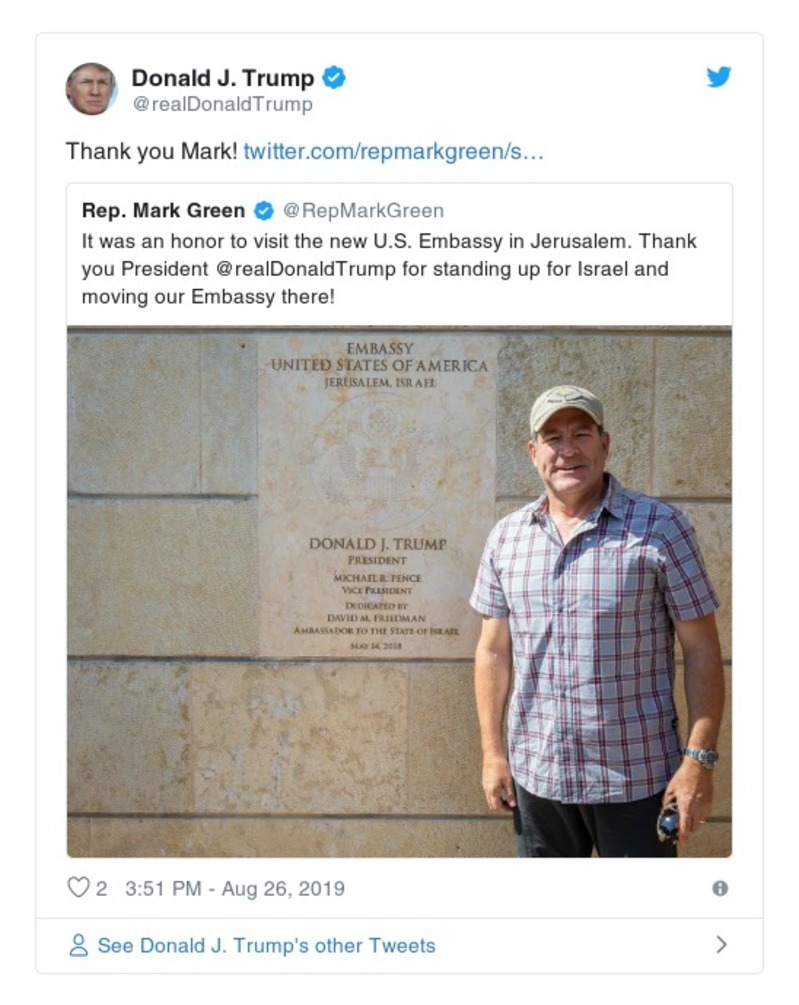 Donald J. Trump
@realDonaldTrump
Thank you Mark! twitter.com/repmarkgreen/s…
Rep. Mark Green @RepMarkGreen
It was an honor to visit the new U.S. Embassy in Jerusalem. Thank
you President @realDonaldTrump for standing up for Israel and
moving our Embassy there!
EMBASSY
UNITED STATES OF AMERICA
JERUSALEM, ISRAEL
DONALD J. TRUMP
PRESIDENT
MICHAEL R. PENCE
VICE PRESIDENT
DEDICATED BY
DAVID M. FRIEDMAN
AMBASSADOR TO THE STATE OF ISRAEL
MAY 14, 2018
2 3:51 PM - Aug 26, 2019
See Donald J. Trump's other Tweets